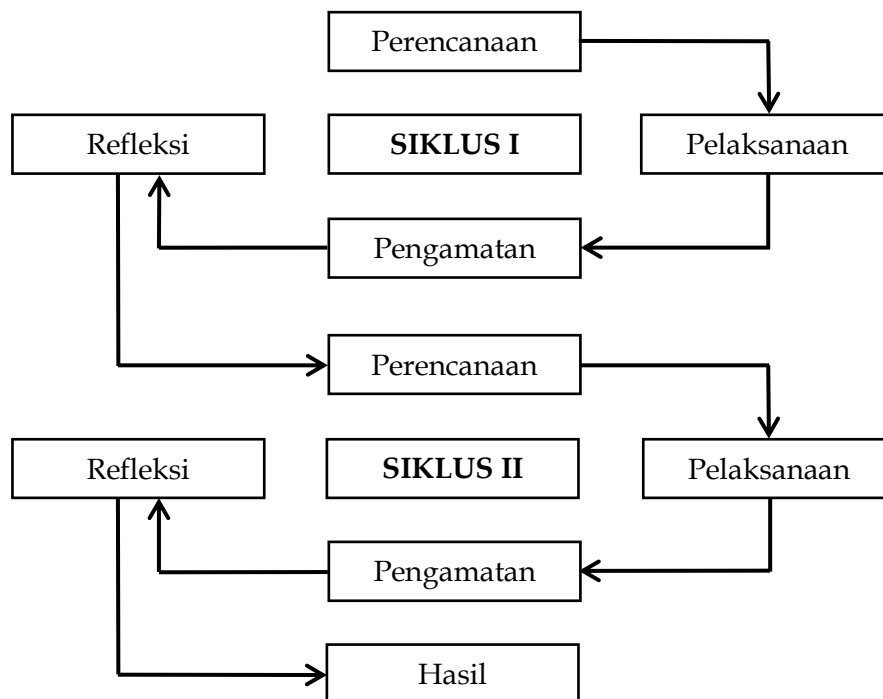 Perencanaan
Refleksi
SIKLUS I
Pelaksanaan
Pengamatan
Perencanaan
Refleksi
SIKLUS II
Pelaksanaan
Pengamatan
Hasil